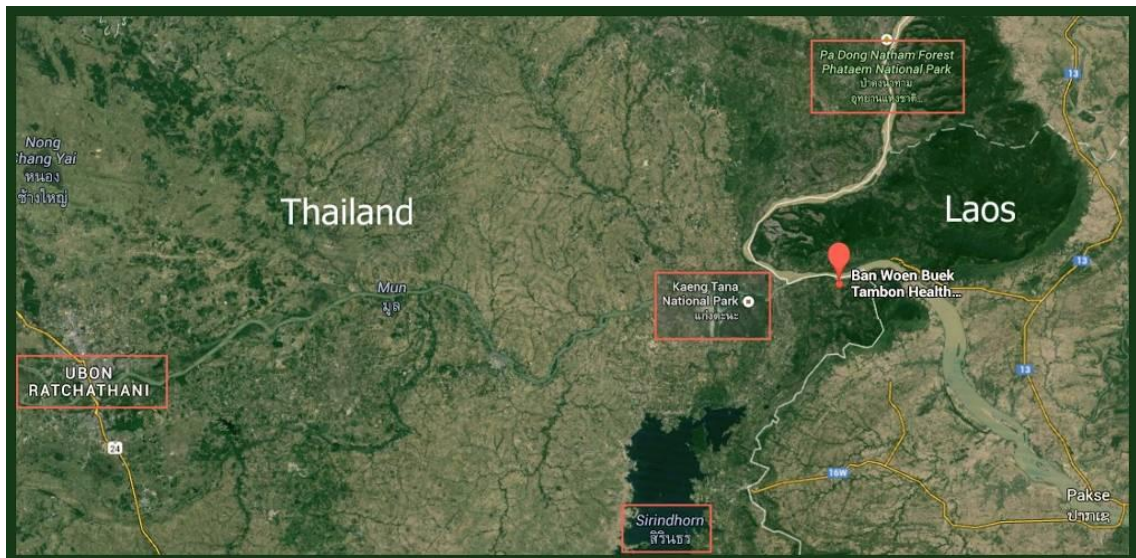 Pa Dong Natham Forest
Phataem National Park
ป่าดงนาทาม
อุทยานแห่งชาติ...
13
Nong
Chang Yai
หนอง
ช้างใหญ่
Thailand
Laos
13
Ban Woen Buek
Tambon Health...
Kaeng Tana
National Park
แก่งตะนะ
Mun
มูล
UBON
RATCHATHANI
13
24
16W
Pakse
ປາກເຊ
Sirindhorn
สิรินธร